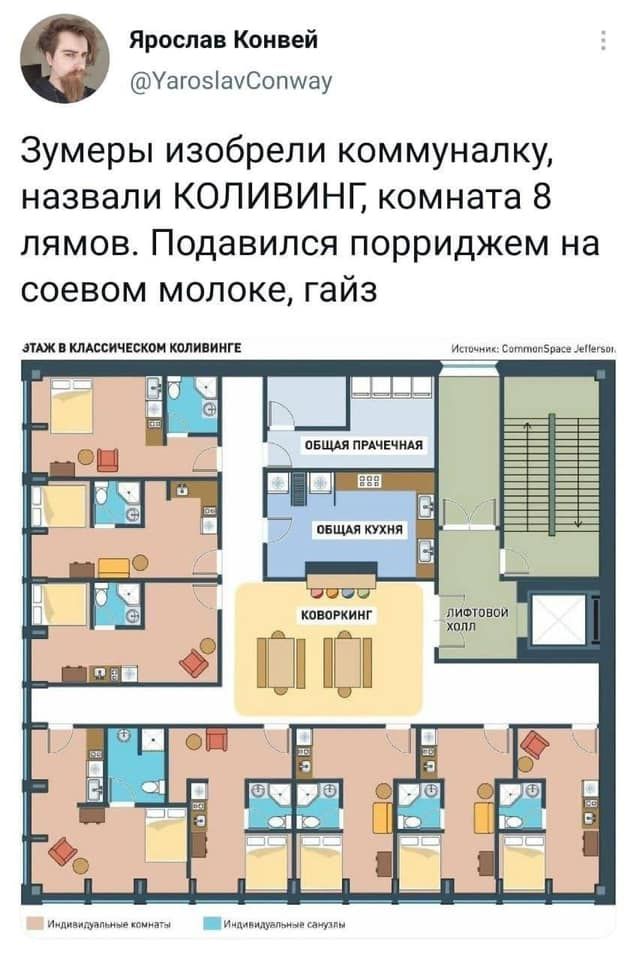 Ярослав Конвей
@YaroslavConway
Зумеры изобрели коммуналку,
назвали КОЛИВИНГ, комната 8
лямов. Подавился порриджем на
соевом молоке, гайз
ЭТАЖ В КЛАССИЧЕСКОМ КОЛИВИНГЕ
Источник: CommonSpace Jefferson.
ОБЩАЯ ПРАЧЕЧНАЯ
ОБЩАЯ КУХНЯ
КОВОРКИНГ
ЛИФТОВОЙ
ХОЛЛ
Индивидуальные комнаты
Индивидуальные санузлы